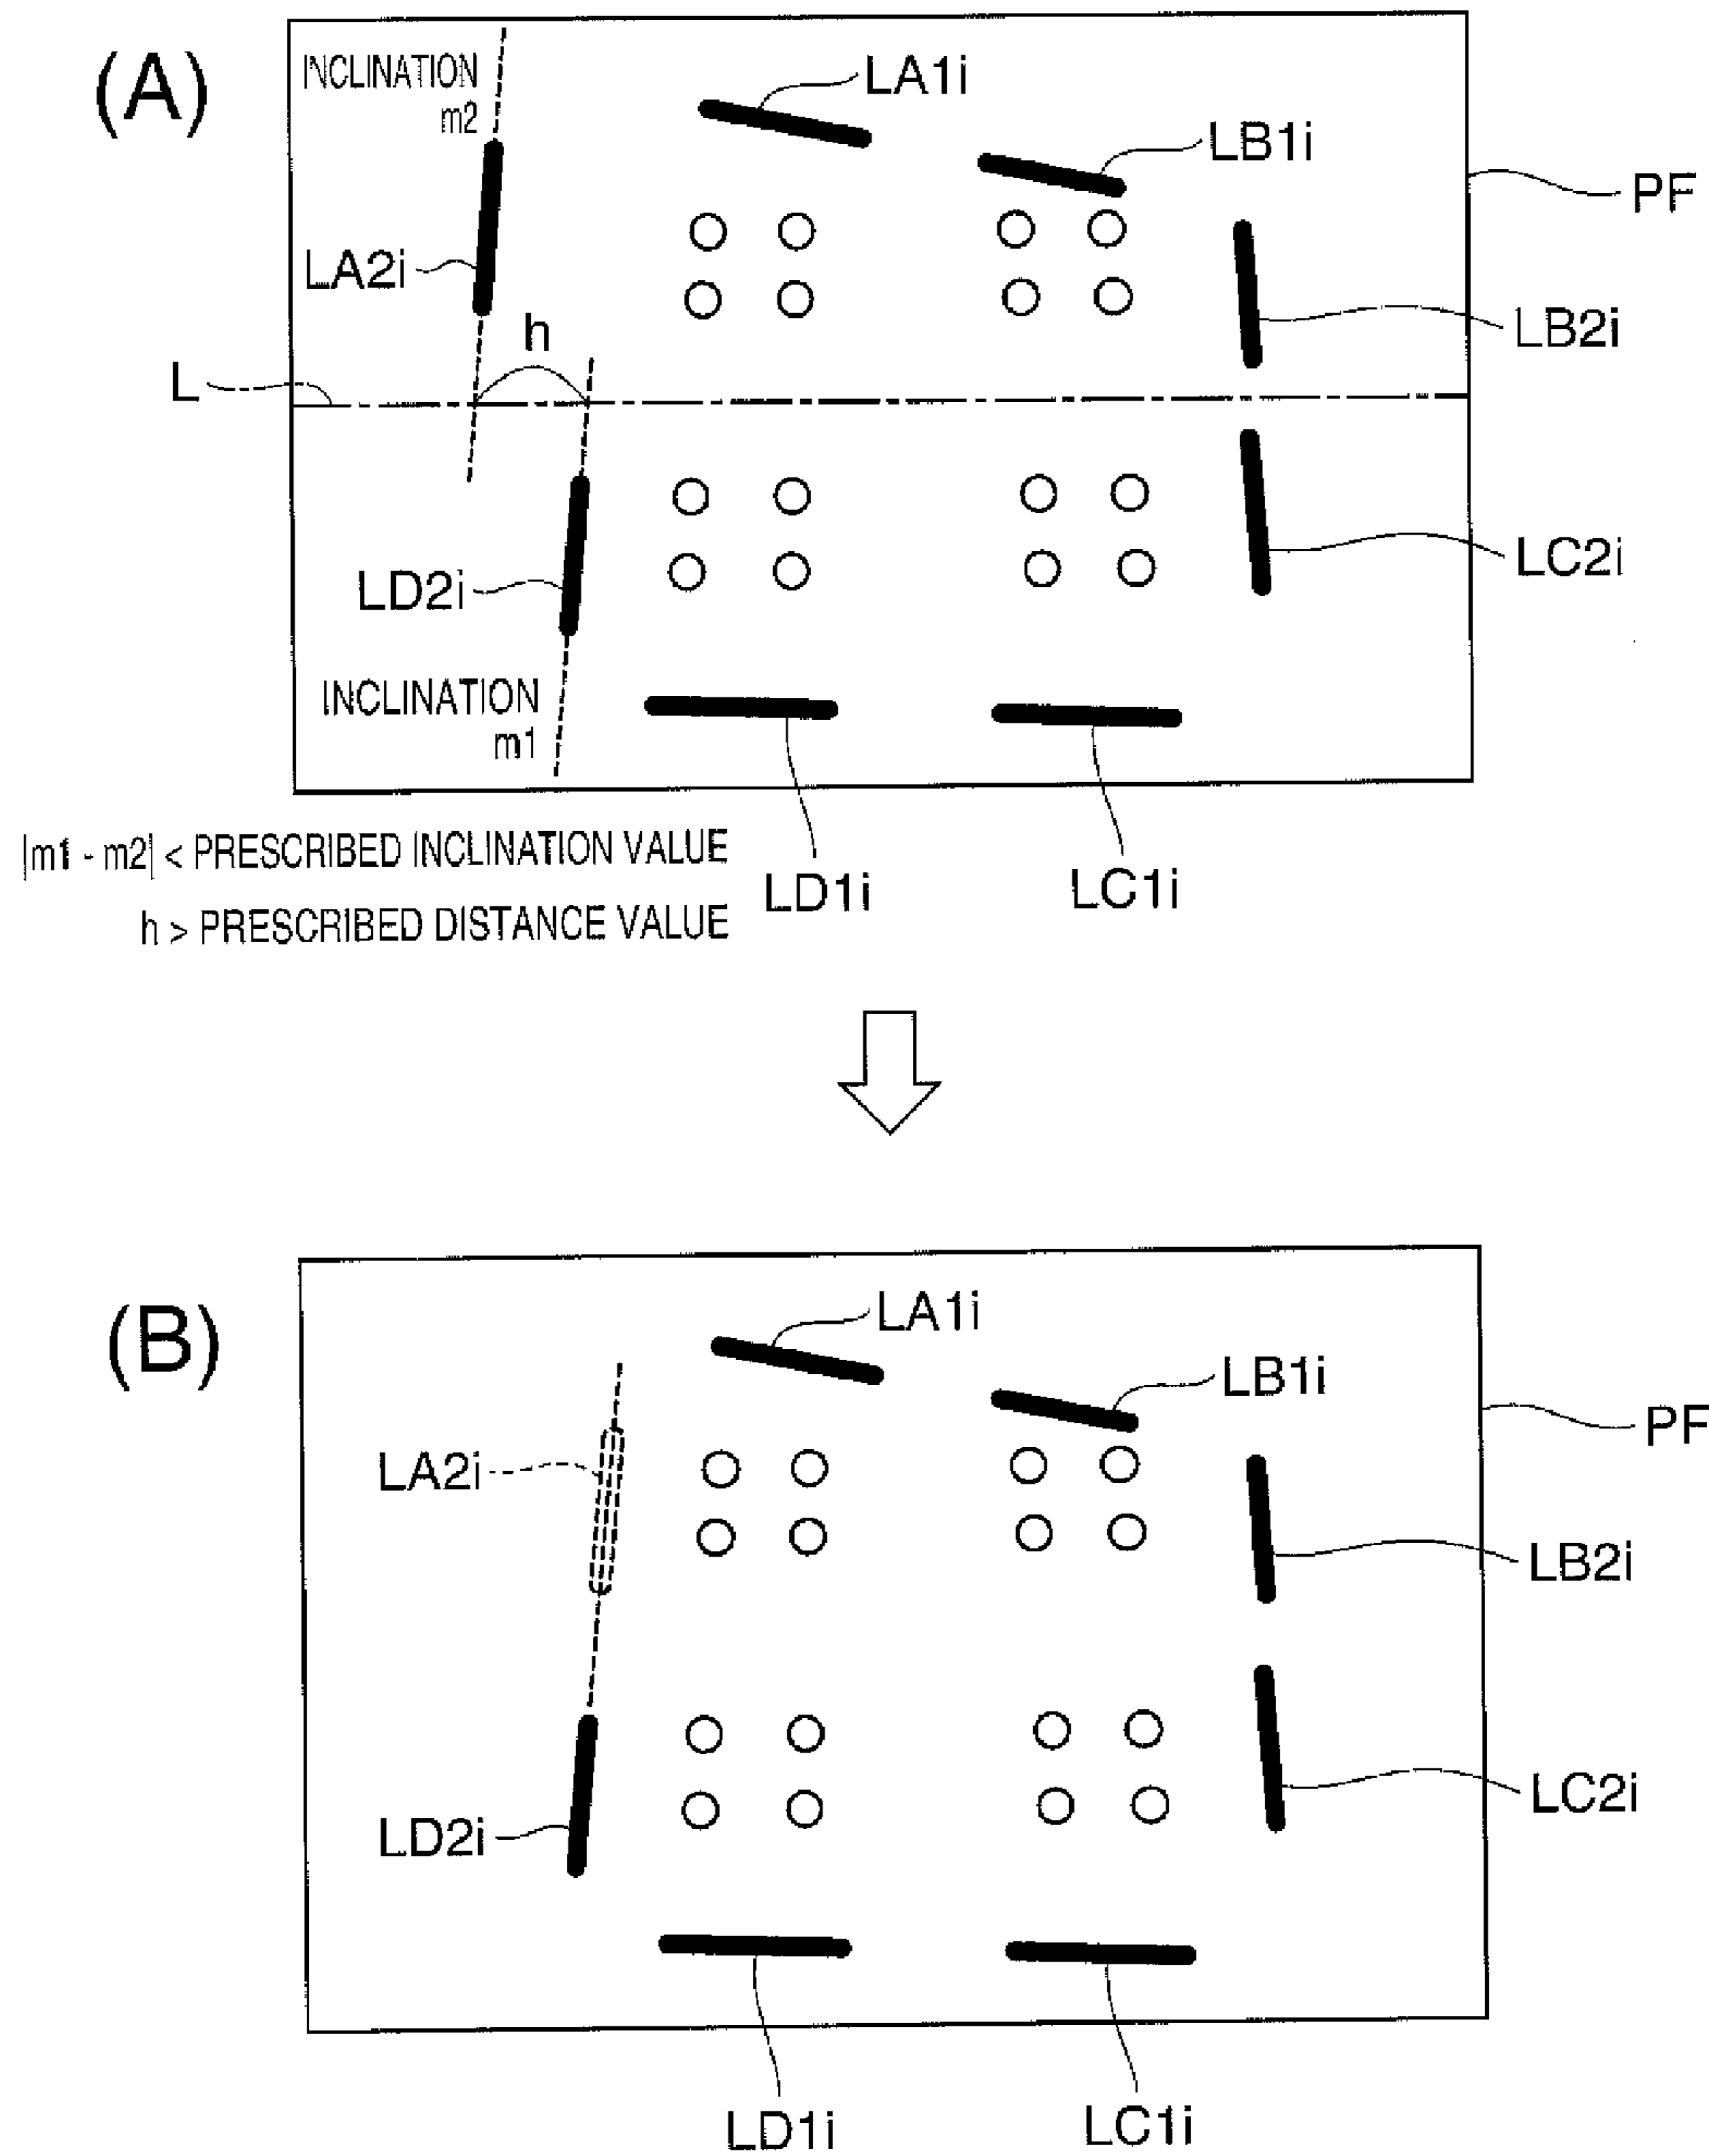 (A)
INCLINATION
m2
LA1i
LB1i
PF
LA2i
h
LB2i
L
LD2i
LC2i
INCLINATION
m1
|m1 - m2| < PRESCRIBED INCLINATION VALUE
LD1i
LC1i
h > PRESCRIBED DISTANCE VALUE
(B)
LA1i
LB1i
PF
LA2i
LB2i
LC2i
LD2i
LD1i
LC1i